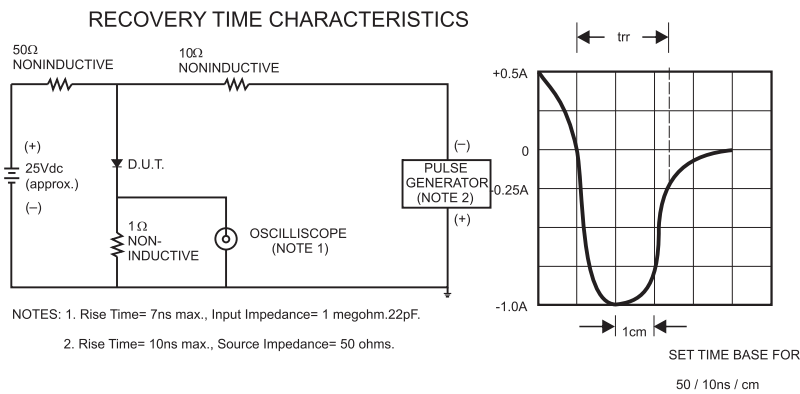 RECOVERY TIME CHARACTERISTICS
50Ω
NONINDUCTIVE
10Ω
NONINDUCTIVE
(+)
25Vdc
(approx.)
(–)
D.U.T.
1Ω
NON-
INDUCTIVE
OSCILLISCOPE
(NOTE 1)
(–)
PULSE
GENERATOR
(NOTE 2)
(+)
trr
+0.5A
0
-0.25A
-1.0A
1cm
NOTES: 1. Rise Time= 7ns max., Input Impedance= 1 megohm.22pF.
2. Rise Time= 10ns max., Source Impedance= 50 ohms.
SET TIME BASE FOR
50 / 10ns / cm